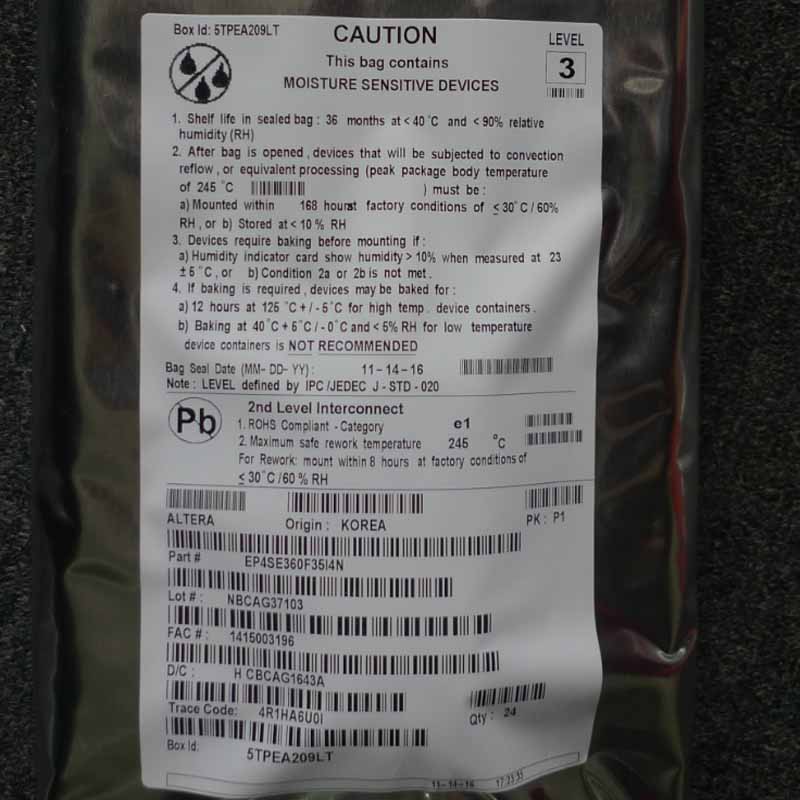 Box Id: 5TPEA209LT
CAUTION
LEVEL
This bag contains
3
MOISTURE SENSITIVE DEVICES
1. Shelf life in sealed bag : 36 months at < 40 °C and < 90% relative
humidity (RH)
2. After bag is opened , devices that will be subjected to convection
reflow , or equivalent processing (peak package body temperature
of 245 °C ) must be :
a) Mounted within 168 hourst factory conditions of ≤ 30°C / 60%
RH , or b) Stored at < 10 % RH
3. Devices require baking before mounting if :
a) Humidity indicator card show humidity > 10% when measured at 23
± 5 °C , or b) Condition 2a or 2b is not met .
4. If baking is required , devices may be baked for :
a) 12 hours at 125 °C + / - 5°C for high temp . device containers .
b) Baking at 40°C + 5°C / - 0°C and < 5% RH for low temperature
device containers is NOT RECOMMENDED
Bag Seal Date (MM- DD- YY) : 11-14-16
Note : LEVEL defined by IPC /JEDEC J - STD - 020
Pb
2nd Level Interconnect
1. ROHS Compliant - Category e1
2. Maximum safe rework temperature 245 °C
For Rework: mount within 8 hours at factory conditions of
≤ 30°C /60 % RH
ALTERA Origin : KOREA PK : P1
Part # EP4SE360F35I4N
Lot # : NBCAG37103
FAC # : 1415003196
D/C : H CBCAG1643A
Trace Code: 4R1HA6U0I Qty : 24
Box Id: 5TPEA209LT
11-14-16 17:23:33